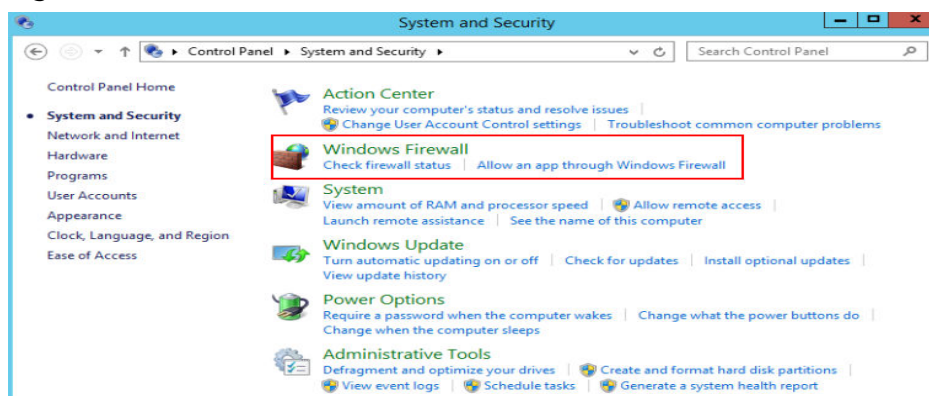 System and Security
Control Panel ▸ System and Security ▸
Search Control Panel
Control Panel Home
System and Security
Network and Internet
Hardware
Programs
User Accounts
Appearance
Clock, Language, and Region
Ease of Access
Action Center
Review your computer's status and resolve issues
Change User Account Control settings | Troubleshoot common computer problems
Windows Firewall
Check firewall status | Allow an app through Windows Firewall
System
View amount of RAM and processor speed | Allow remote access |
Launch remote assistance | See the name of this computer
Windows Update
Turn automatic updating on or off | Check for updates | Install optional updates |
View update history
Power Options
Require a password when the computer wakes | Change what the power buttons do |
Change when the computer sleeps
Administrative Tools
Defragment and optimize your drives | Create and format hard disk partitions |
View event logs | Schedule tasks | Generate a system health report